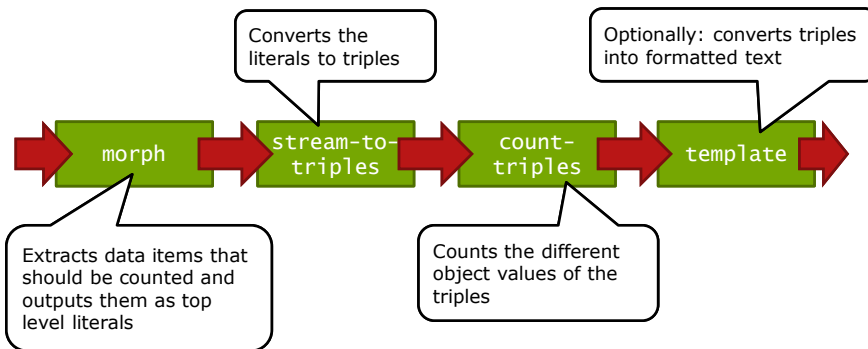 Converts the
literals to triples
Optionally: converts triples
into formatted text
morph
stream-to-
triples
count-
triples
template
Extracts data items that
should be counted and
outputs them as top
level literals
Counts the different
object values of the
triples